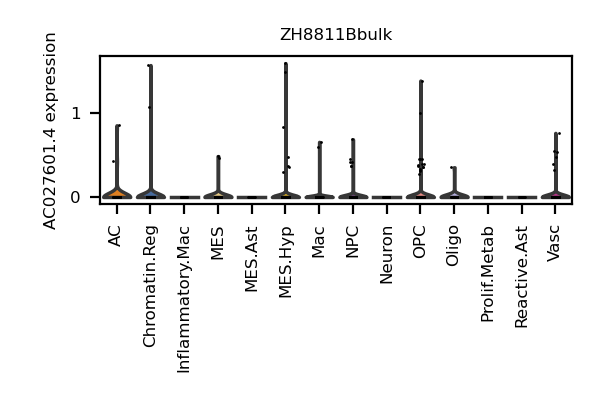 ZH8811Bbulk
AC027601.4 expression
1
0
AC
Chromatin.Reg
Inflammatory.Mac
MES
MES.Ast
MES.Hyp
Mac
NPC
Neuron
OPC
Oligo
Prolif.Metab
Reactive.Ast
Vasc